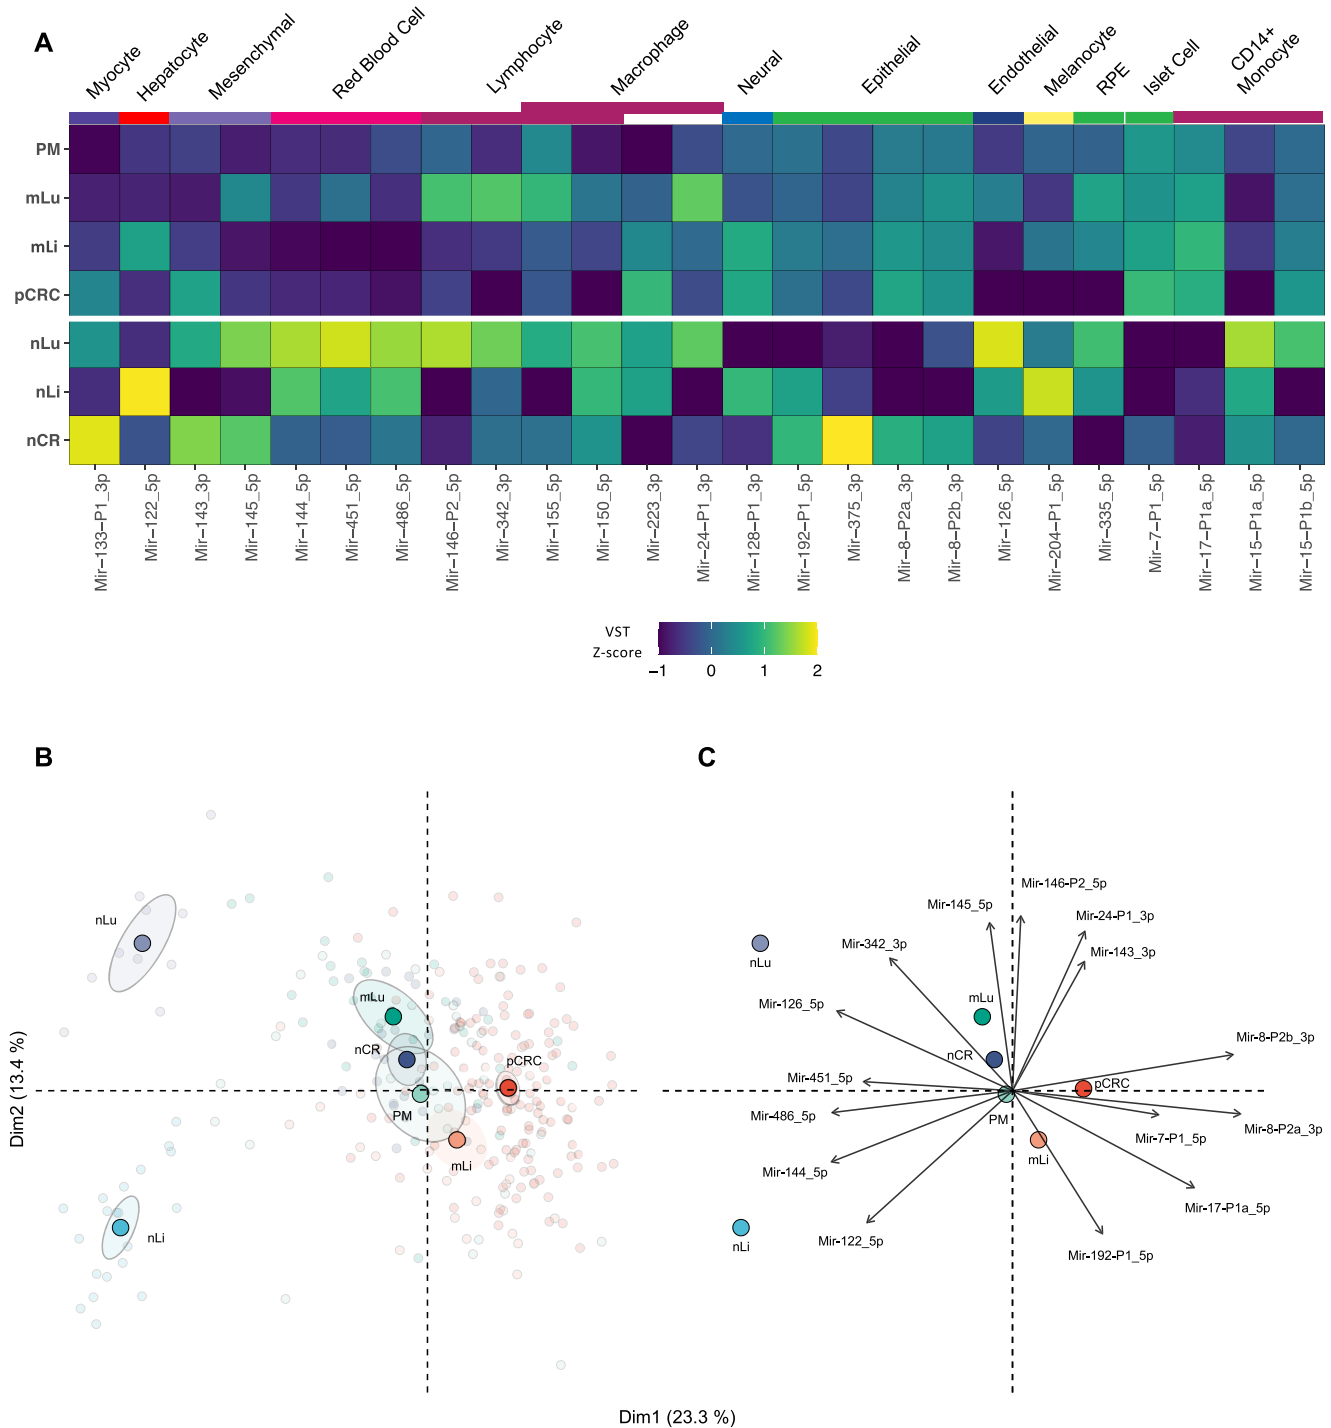 A
Myocyte
Hepatocyte
Mesenchymal
Red Blood Cell
Lymphocyte
Macrophage
Neural
Epithelial
Endothelial
Melanocyte
RPE
Islet Cell
CD14+
Monocyte
PM
mLu
mLi
pCRC
nLu
nLi
nCR
Mir-133-P1_3p
Mir-122_5p
Mir-143_3p
Mir-145_5p
Mir-144_5p
Mir-451_5p
Mir-486_5p
Mir-146-P2_5p
Mir-342_3p
Mir-155_5p
Mir-150_5p
Mir-223_3p
Mir-24-P1_3p
Mir-128-P1_3p
Mir-192-P1_5p
Mir-375_3p
Mir-8-P2a_3p
Mir-8-P2b_3p
Mir-126_5p
Mir-204-P1_5p
Mir-335_5p
Mir-7-P1_5p
Mir-17-P1a_5p
Mir-15-P1a_5p
Mir-15-P1b_5p
VST
Z-score
−1 0 1 2
B
nLu
mLu
nCR
pCRC
PM
mLi
nLi
Dim2 (13.4 %)
C
Mir-146-P2_5p
Mir-145_5p
Mir-24-P1_3p
Mir-342_3p
Mir-143_3p
nLu
Mir-126_5p
mLu
Mir-8-P2b_3p
nCR
Mir-451_5p
pCRC
Mir-486_5p
PM
Mir-8-P2a_3p
Mir-7-P1_5p
mLi
Mir-144_5p
Mir-17-P1a_5p
Mir-122_5p
Mir-192-P1_5p
nLi
Dim1 (23.3 %)